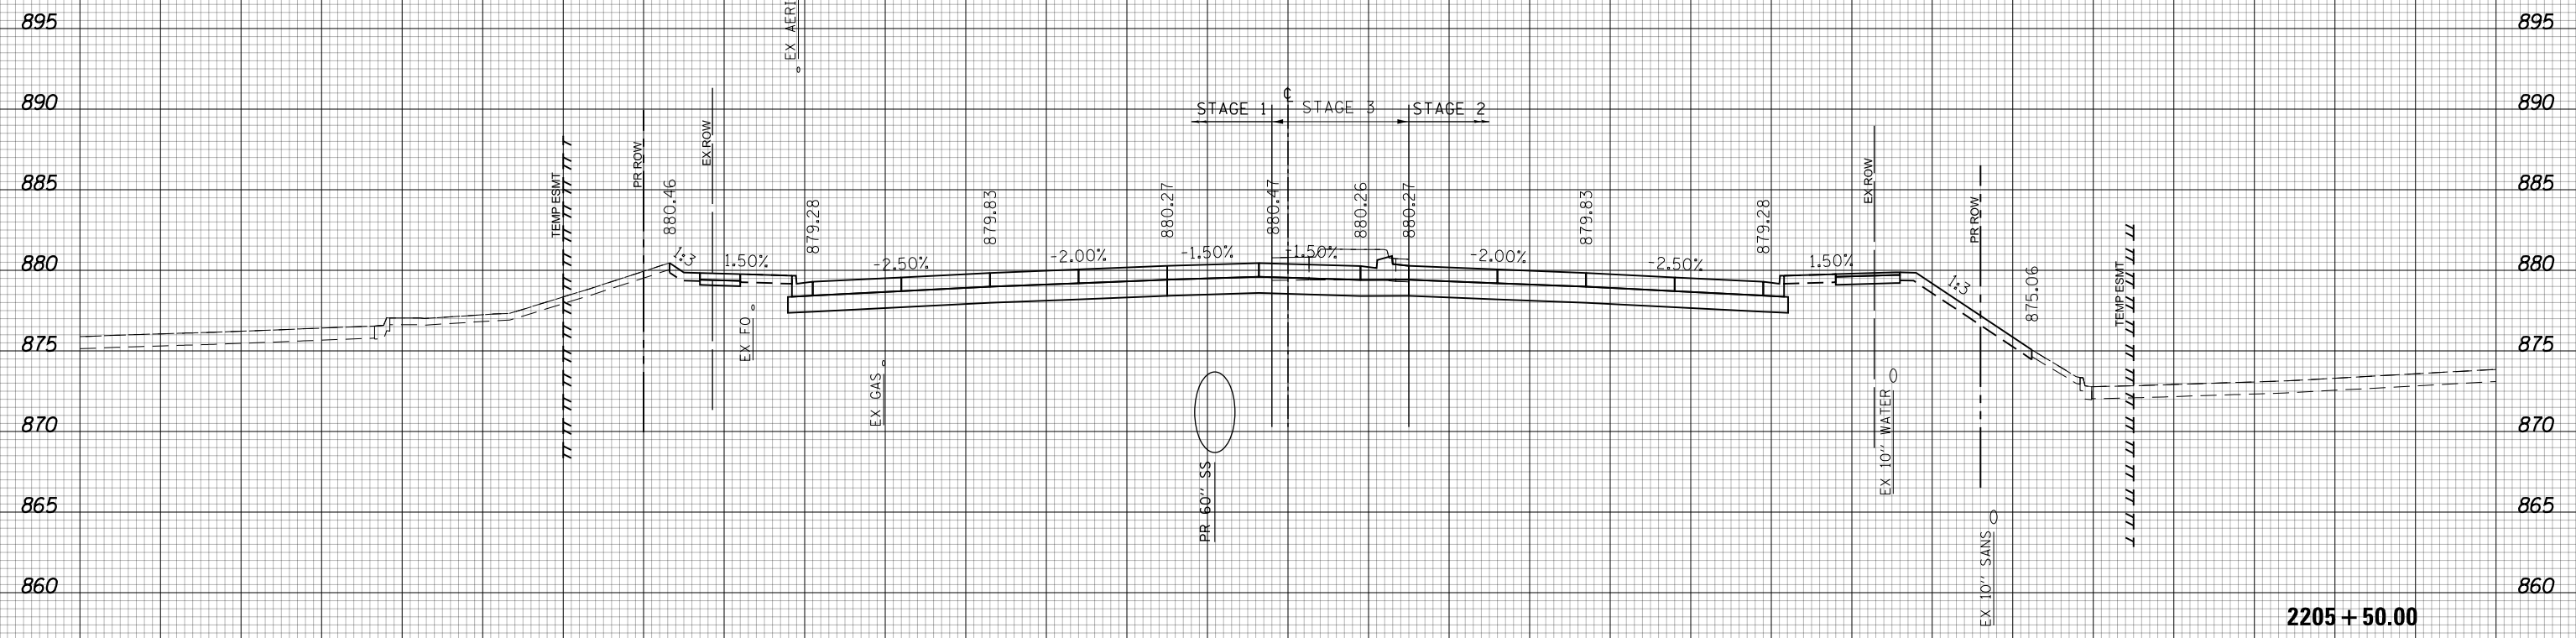 895
895
EX AERI
890
890
℄
STAGE 1
STAGE 3
STAGE 2
885
885
TEMP ESMT
PR ROW
EX ROW
880.46
879.28
879.83
880.27
880.47
880.26
880.27
879.83
879.28
EX ROW
PR ROW
875.06
TEMP ESMT
880
880
1:3
1.50%
-2.50%
-2.00%
-1.50%
-1.50%
-2.00%
-2.50%
1.50%
1:3
875
875
EX FO
EX GAS
870
870
EX 10" WATER
865
865
PR 60" SS
EX 10" SANS
860
860
2205+50.00